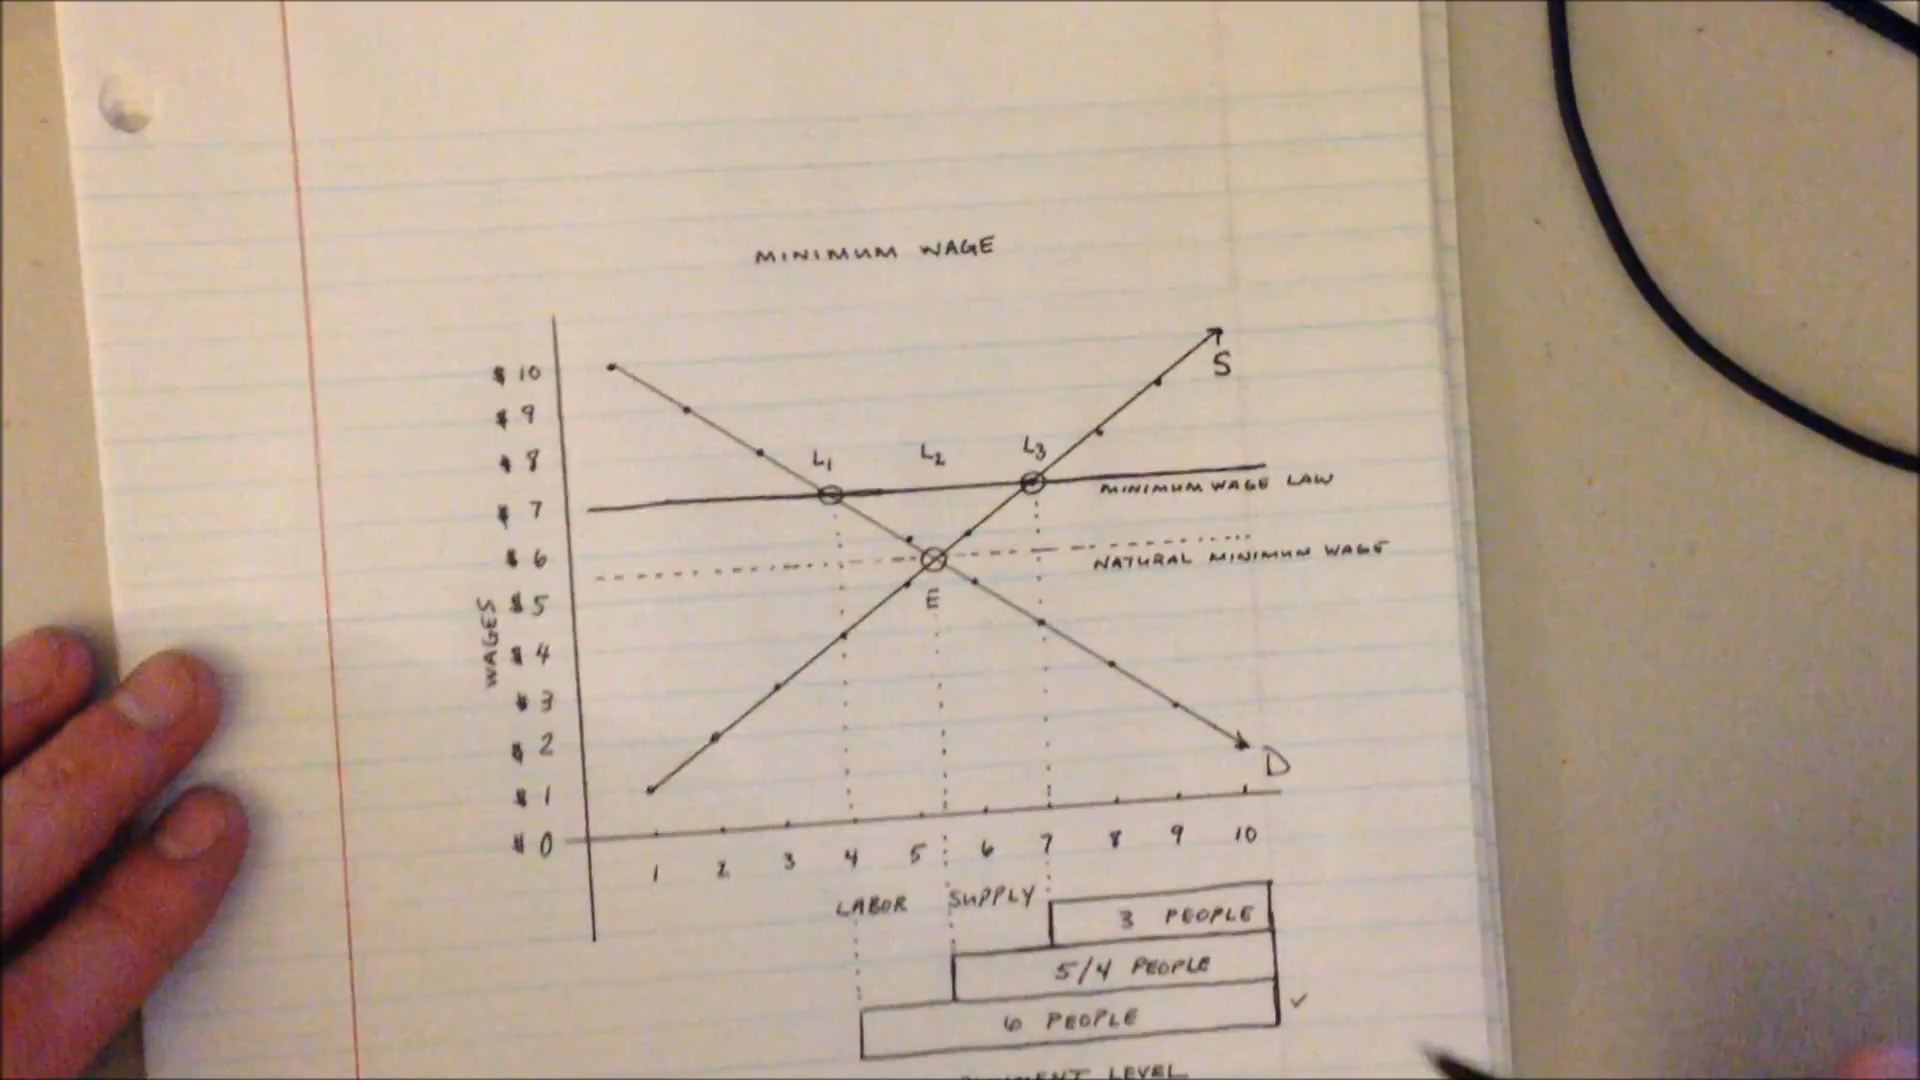 MINIMUM WAGE
$ 10
$ 9
$ 8
$ 7
$ 6
$ 5
$ 4
$ 3
$ 2
$ 1
$ 0
WAGES
S
L1 L2 L3
MINIMUM WAGE LAW
NATURAL MINIMUM WAGE
E
D
1 2 3 4 5 6 7 8 9 10
LABOR SUPPLY
3 PEOPLE
5/4 PEOPLE
6 PEOPLE
LEVEL